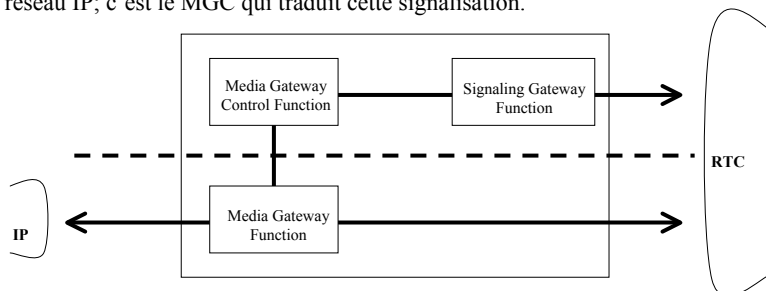 réseau IP; c'est le MGC qui traduit cette signalisation.
Media Gateway
Control Function
Signaling Gateway
Function
RTC
Media Gateway
Function
IP